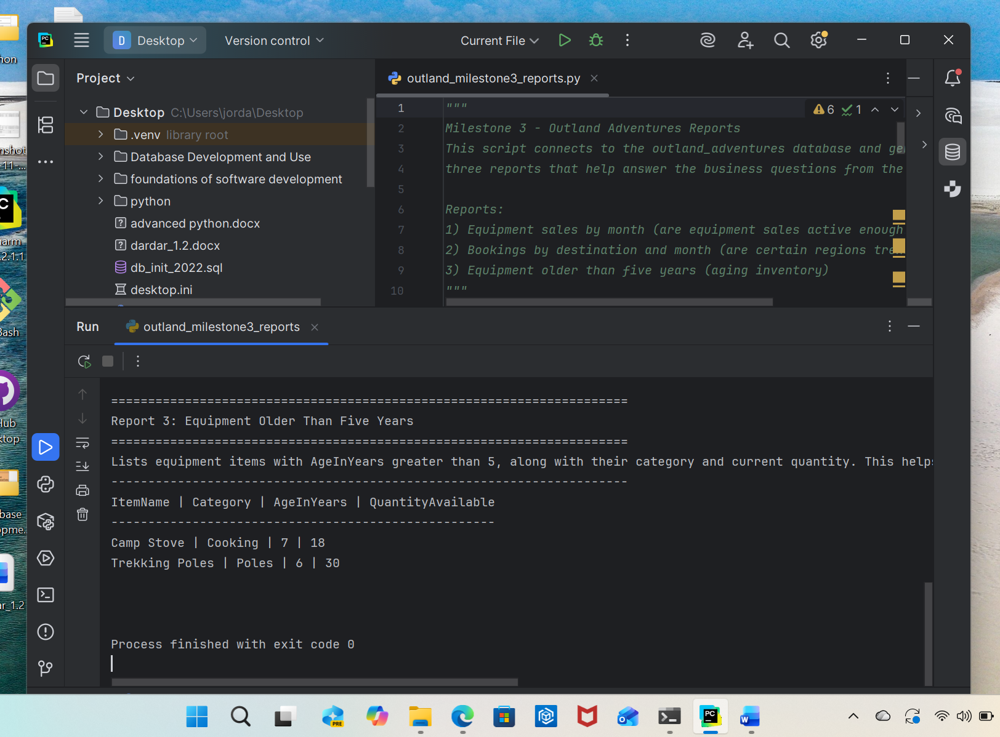 PC
D Desktop
Version control
Current File
Project
outland_milestone3_reports.py
Desktop C:\Users\jorda\Desktop
.venv library root
Database Development and Use
foundations of software development
python
advanced python.docx
dardar_1.2.docx
db_init_2022.sql
desktop.ini
6 1
1 """
2 Milestone 3 - Outland Adventures Reports
3 This script connects to the outland_adventures database and ge
4 three reports that help answer the business questions from the
5
6 Reports:
7 1) Equipment sales by month (are equipment sales active enough
8 2) Bookings by destination and month (are certain regions tre
9 3) Equipment older than five years (aging inventory)
10 """
Run
outland_milestone3_reports
======================================================================
Report 3: Equipment Older Than Five Years
======================================================================
Lists equipment items with AgeInYears greater than 5, along with their category and current quantity. This helps
----------------------------------------------------------------------
ItemName | Category | AgeInYears | QuantityAvailable
----------------------------------------------------
Camp Stove | Cooking | 7 | 18
Trekking Poles | Poles | 6 | 30
Process finished with exit code 0
hon
nshot
-11-...
C
arm
.2.1.1
Bash
Hub
ktop
base
opme...
ar_1.2
PRE
O
PC
W